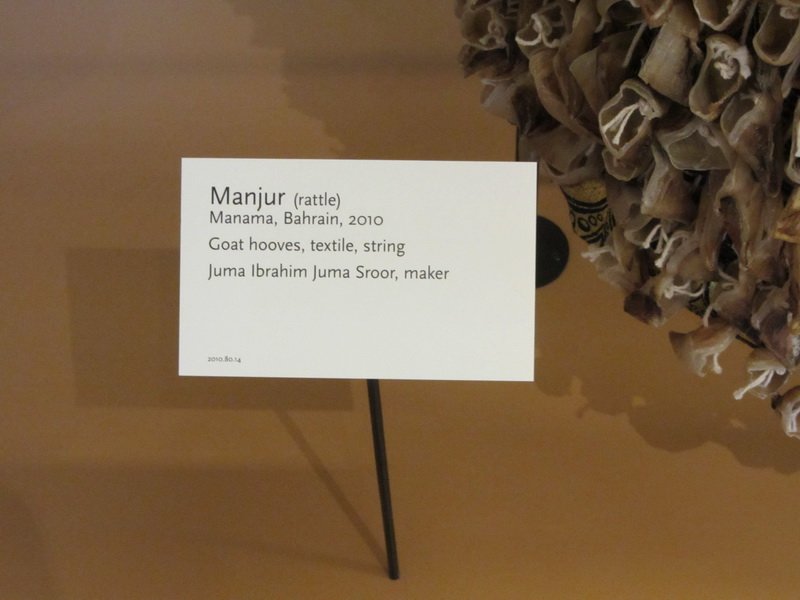 Manjur (rattle)
Manama, Bahrain, 2010
Goat hooves, textile, string
Juma Ibrahim Juma Sroor, maker
2010.80.14